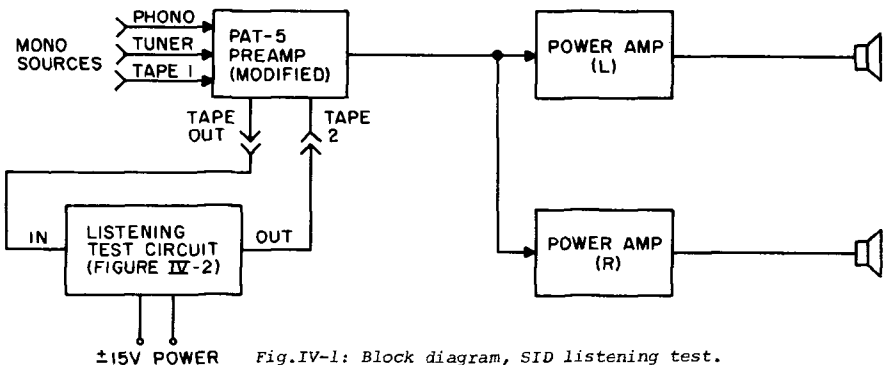 PHONO
MONO SOURCES
TUNER
TAPE 1
PAT-5
PREAMP
(MODIFIED)
POWER AMP
(L)
TAPE OUT
TAPE 2
IN
LISTENING
TEST CIRCUIT
(FIGURE IV-2)
OUT
POWER AMP
(R)
±15V POWER
Fig.IV-1: Block diagram, SID listening test.